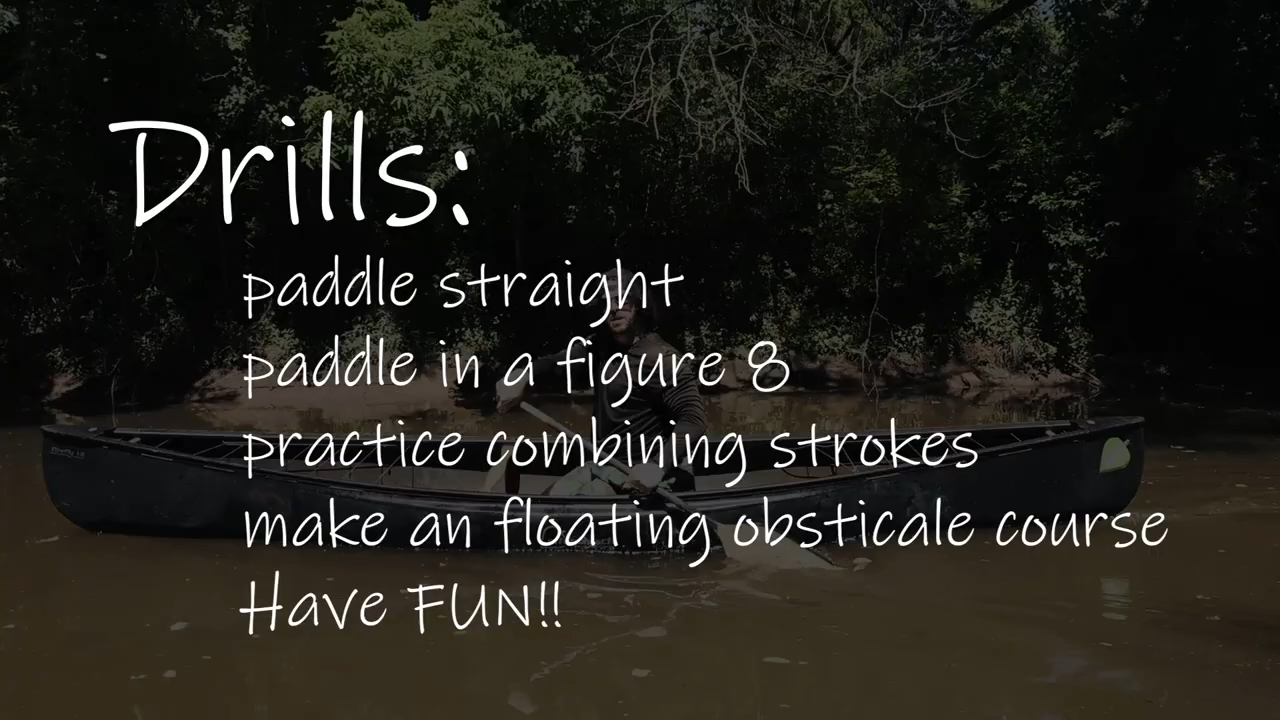 Drills:
paddle straight
paddle in a figure 8
practice combining strokes
make an floating obsticale course
Have FUN!!